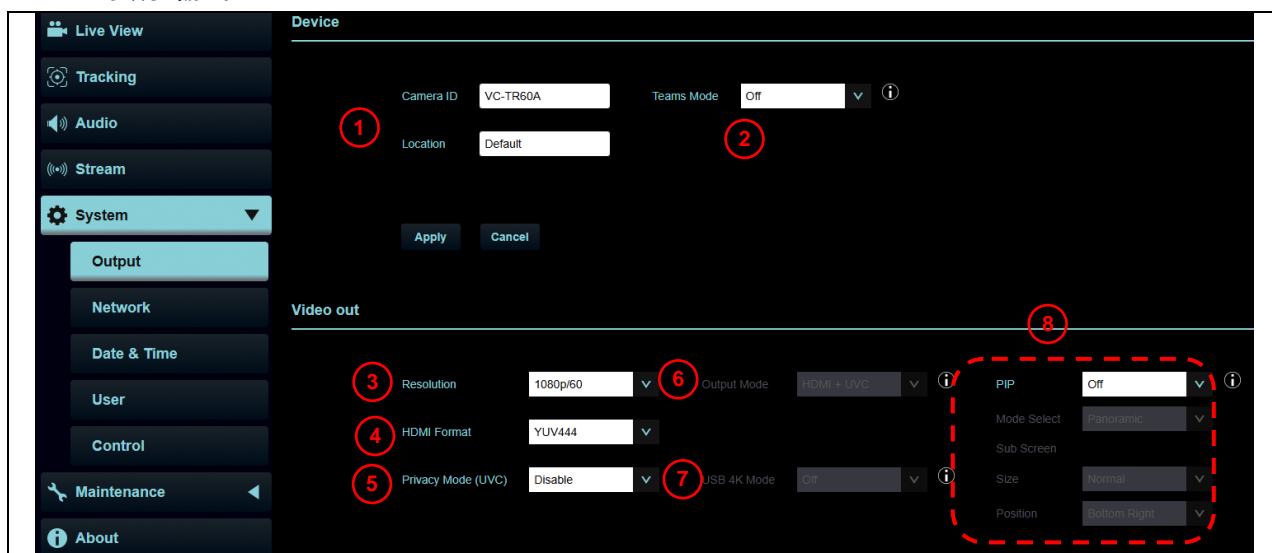 Live View
Tracking
Audio
Stream
System
Output
Network
Date & Time
User
Control
Maintenance
About
Device
1
Camera ID VC-TR60A
Teams Mode Off
2
Location Default
Apply Cancel
Video out
8
3 Resolution 1080p/60
6 Output Mode HDMI + UVC
PIP Off
4 HDMI Format YUV444
Mode Select Panoramic
Sub Screen
5 Privacy Mode (UVC) Disable
7 USB 4K Mode Off
Size Normal
Position Bottom Right